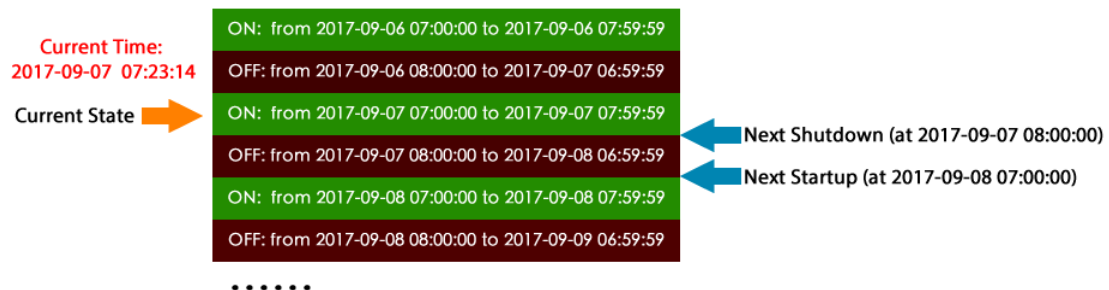 Current Time:
2017-09-07 07:23:14
Current State
ON: from 2017-09-06 07:00:00 to 2017-09-06 07:59:59
OFF: from 2017-09-06 08:00:00 to 2017-09-07 06:59:59
ON: from 2017-09-07 07:00:00 to 2017-09-07 07:59:59
OFF: from 2017-09-07 08:00:00 to 2017-09-08 06:59:59
ON: from 2017-09-08 07:00:00 to 2017-09-08 07:59:59
OFF: from 2017-09-08 08:00:00 to 2017-09-09 06:59:59
......
Next Shutdown (at 2017-09-07 08:00:00)
Next Startup (at 2017-09-08 07:00:00)